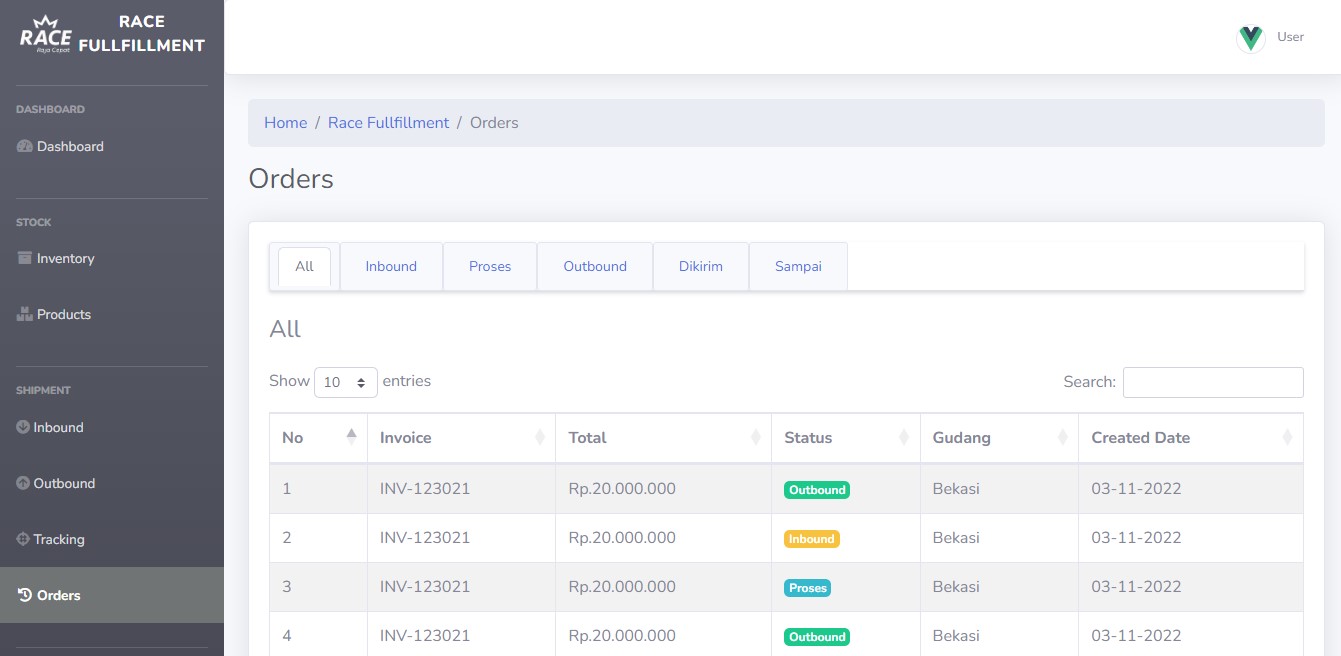 RACE
Raja Cepat
RACE
FULLFILLMENT
User
DASHBOARD
Dashboard
STOCK
Inventory
Products
SHIPMENT
Inbound
Outbound
Tracking
Orders
Home / Race Fullfillment / Orders
Orders
All Inbound Proses Outbound Dikirim Sampai
All
Show 10 entries Search:
No Invoice Total Status Gudang Created Date
1 INV-123021 Rp.20.000.000 Outbound Bekasi 03-11-2022
2 INV-123021 Rp.20.000.000 Inbound Bekasi 03-11-2022
3 INV-123021 Rp.20.000.000 Proses Bekasi 03-11-2022
4 INV-123021 Rp.20.000.000 Outbound Bekasi 03-11-2022